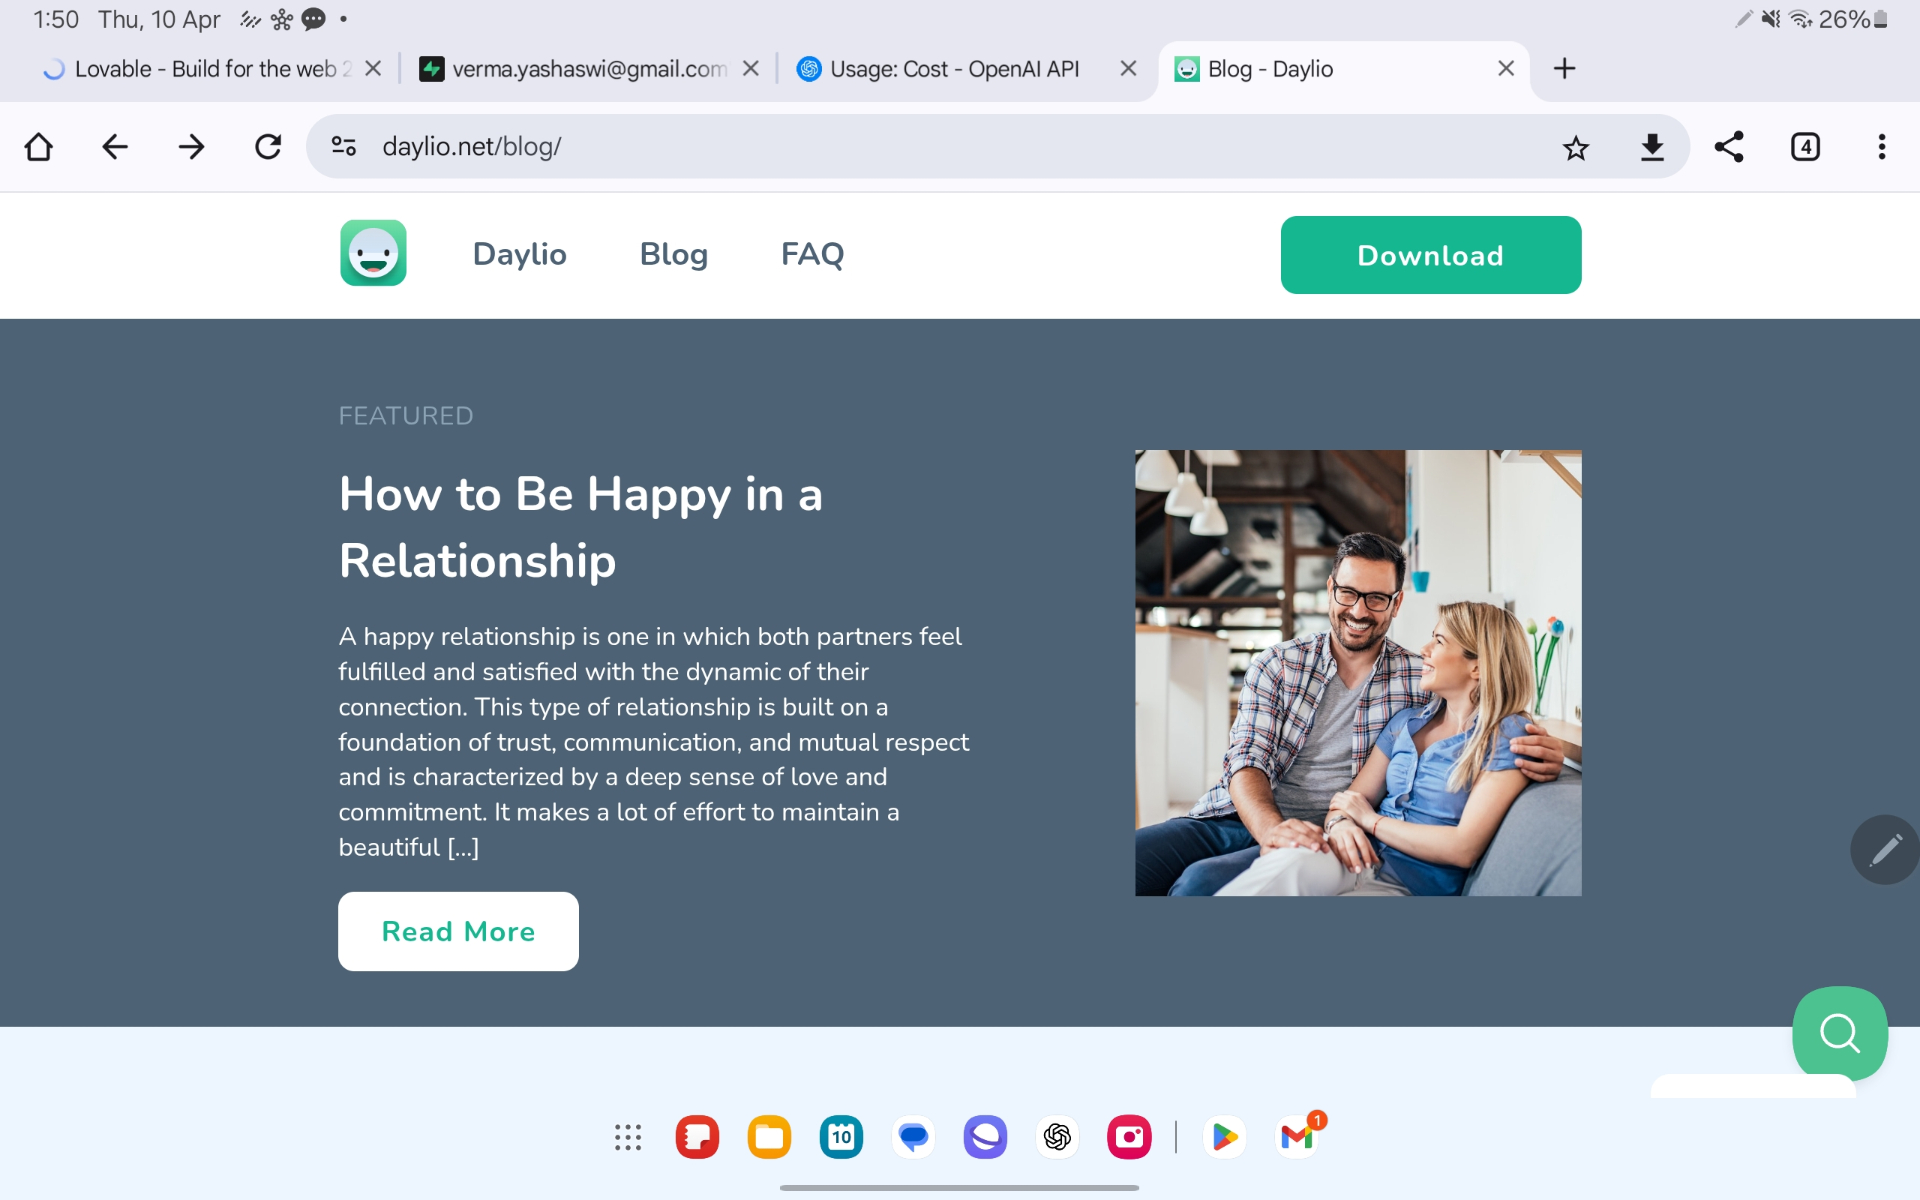 1:50 Thu, 10 Apr
26%
Lovable - Build for the web 2
verma.yashaswi@gmail.com
Usage: Cost - OpenAI API
Blog - Daylio
daylio.net/blog/
4
Daylio
Blog
FAQ
Download
FEATURED
How to Be Happy in a
Relationship
A happy relationship is one in which both partners feel
fulfilled and satisfied with the dynamic of their
connection. This type of relationship is built on a
foundation of trust, communication, and mutual respect
and is characterized by a deep sense of love and
commitment. It makes a lot of effort to maintain a
beautiful [...]
Read More
10
1